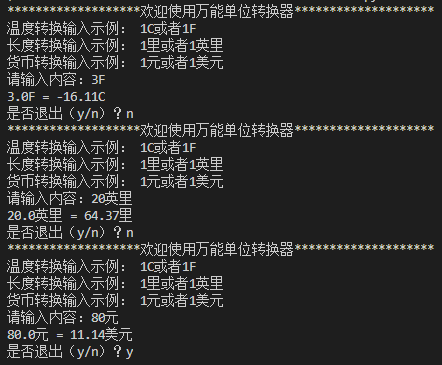 *******************欢迎使用万能单位转换器********************
温度转换输入示例: 1C或者1F
长度转换输入示例: 1里或者1英里
货币转换输入示例: 1元或者1美元
请输入内容: 3F
3.0F = -16.11C
是否退出（y/n）？n
*******************欢迎使用万能单位转换器********************
温度转换输入示例: 1C或者1F
长度转换输入示例: 1里或者1英里
货币转换输入示例: 1元或者1美元
请输入内容: 20英里
20.0英里 = 64.37里
是否退出（y/n）？n
*******************欢迎使用万能单位转换器********************
温度转换输入示例: 1C或者1F
长度转换输入示例: 1里或者1英里
货币转换输入示例: 1元或者1美元
请输入内容: 80元
80.0元 = 11.14美元
是否退出（y/n）？y